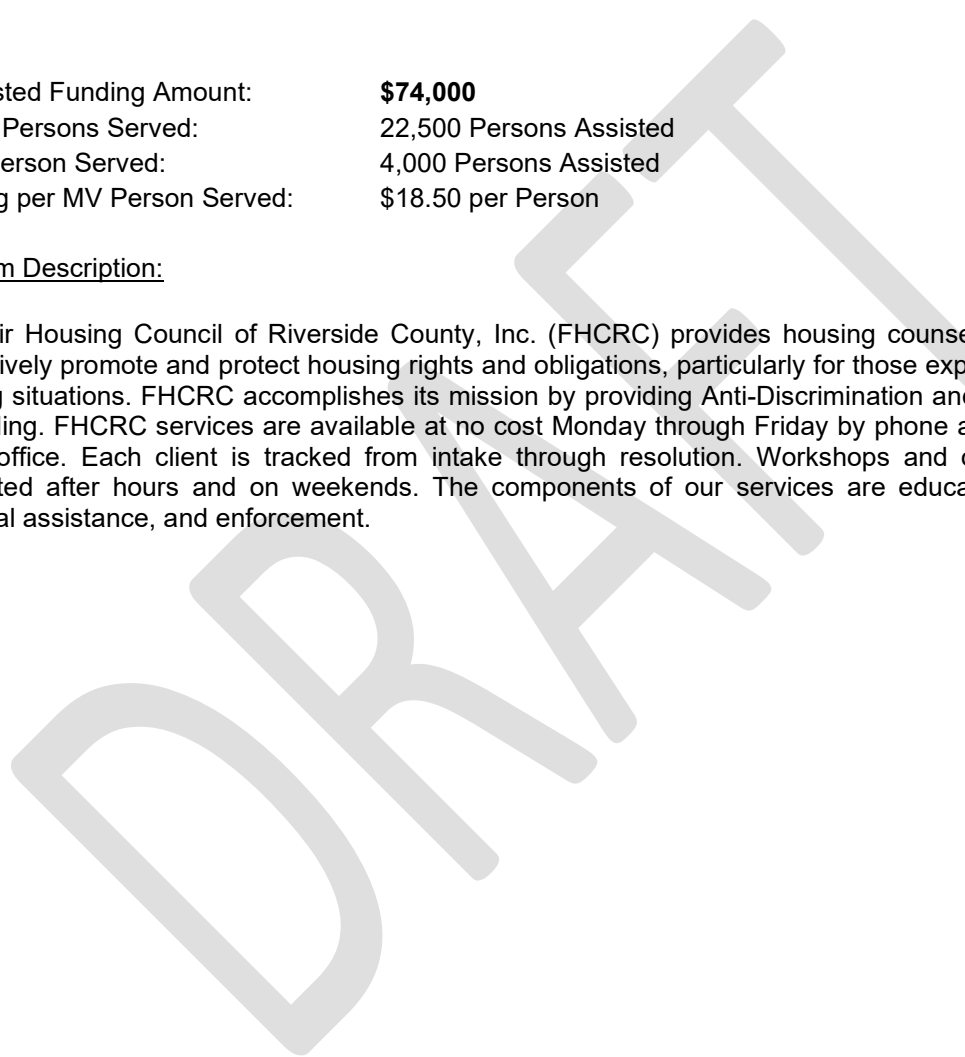 sted Funding Amount: $74,000
Persons Served: 22,500 Persons Assisted
erson Served: 4,000 Persons Assisted
g per MV Person Served: $18.50 per Person
m Description:
ir Housing Council of Riverside County, Inc. (FHCRC) provides housing counse
ively promote and protect housing rights and obligations, particularly for those exp
g situations. FHCRC accomplishes its mission by providing Anti-Discrimination and
ling. FHCRC services are available at no cost Monday through Friday by phone a
office. Each client is tracked from intake through resolution. Workshops and c
ted after hours and on weekends. The components of our services are educa
al assistance, and enforcement.
DRAFT